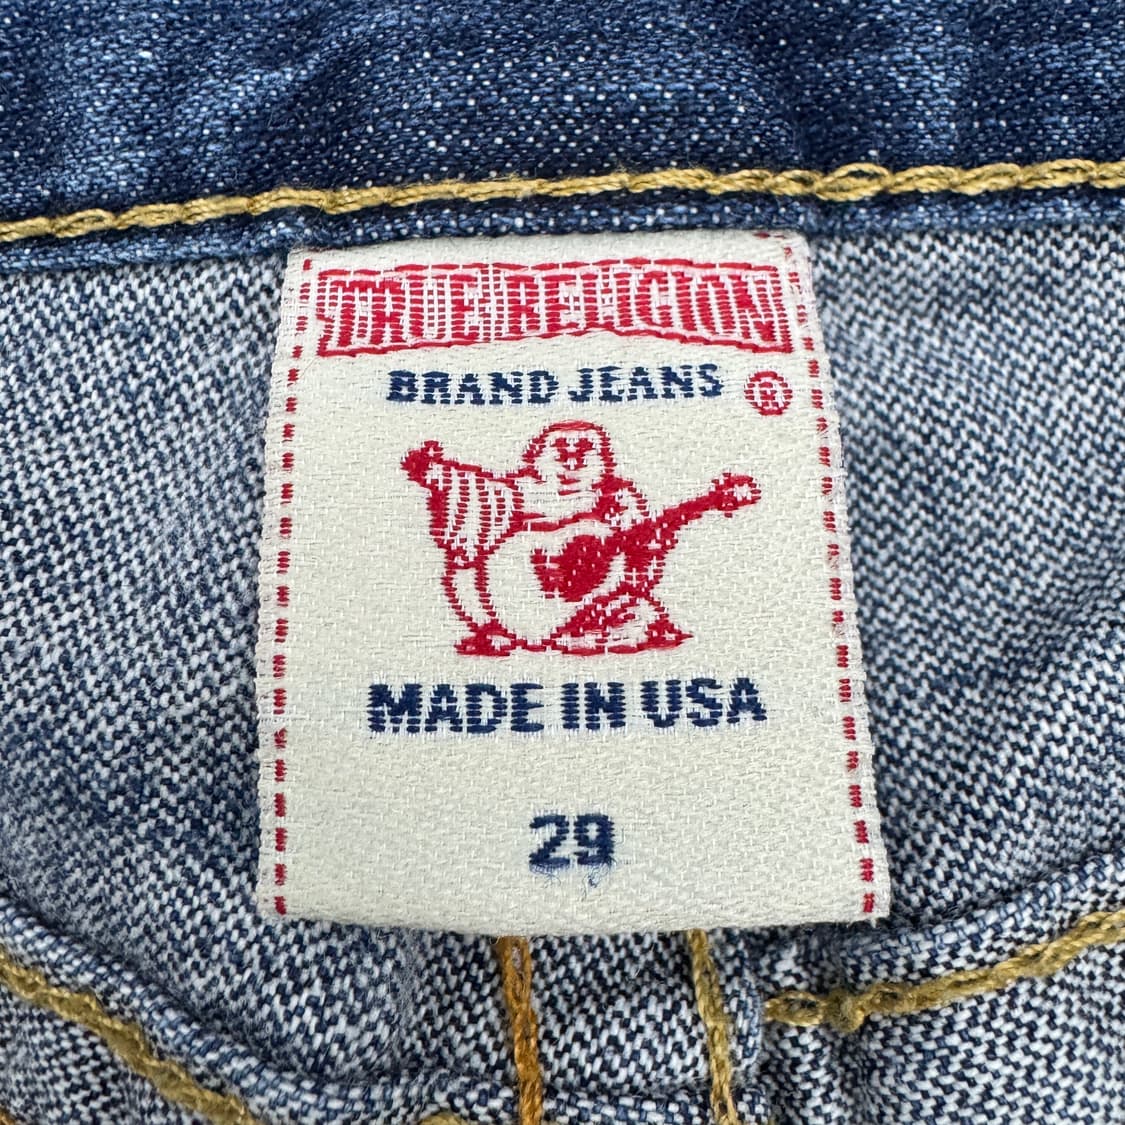 TRUE RELIGION
BRAND JEANS ®
MADE IN USA
29